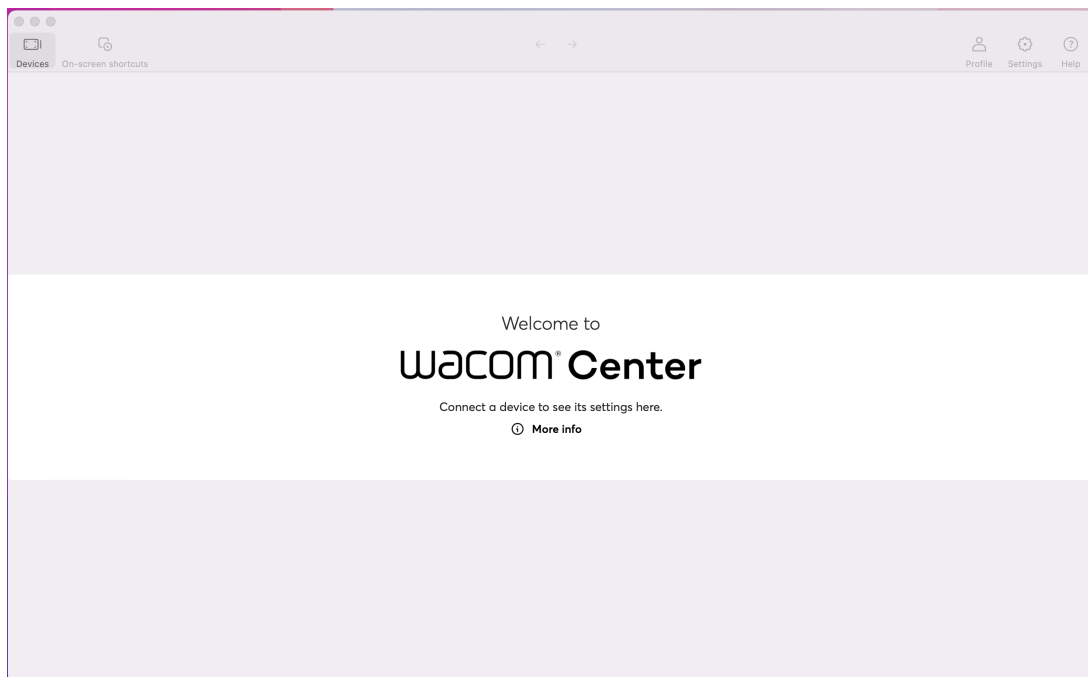 Devices
On-screen shortcuts
Profile
Settings
Help
Welcome to
wacom® Center
Connect a device to see its settings here.
More info